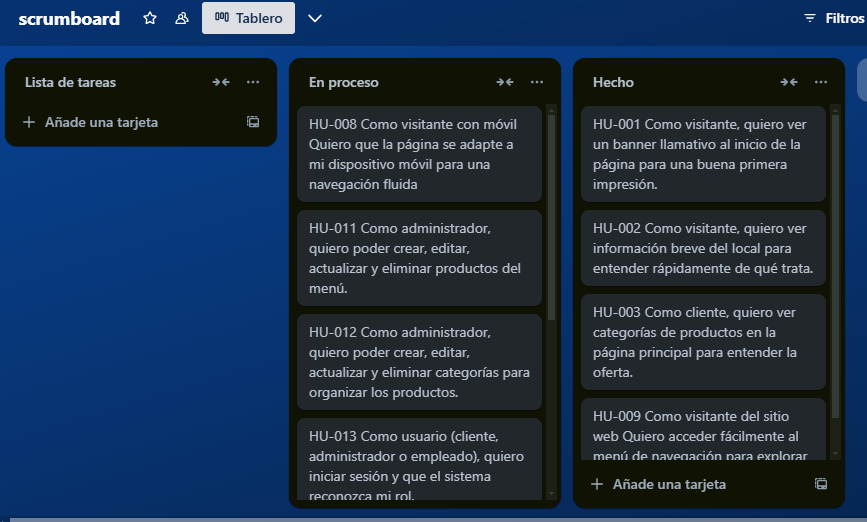 scrumboard
Tablero
Filtros
Lista de tareas
Añade una tarjeta
En proceso
HU-008 Como visitante con móvil
Quiero que la página se adapte a
mi dispositivo móvil para una
navegación fluida
HU-011 Como administrador,
quiero poder crear, editar,
actualizar y eliminar productos del
menú.
HU-012 Como administrador,
quiero poder crear, editar,
actualizar y eliminar categorías para
organizar los productos.
HU-013 Como usuario (cliente,
administrador o empleado), quiero
iniciar sesión y que el sistema
reconozca mi rol.
Hecho
HU-001 Como visitante, quiero ver
un banner llamativo al inicio de la
página para una buena primera
impresión.
HU-002 Como visitante, quiero ver
información breve del local para
entender rápidamente de qué trata.
HU-003 Como cliente, quiero ver
categorías de productos en la
página principal para entender la
oferta.
HU-009 Como visitante del sitio
web Quiero acceder fácilmente al
menú de navegación para explorar
Añade una tarjeta